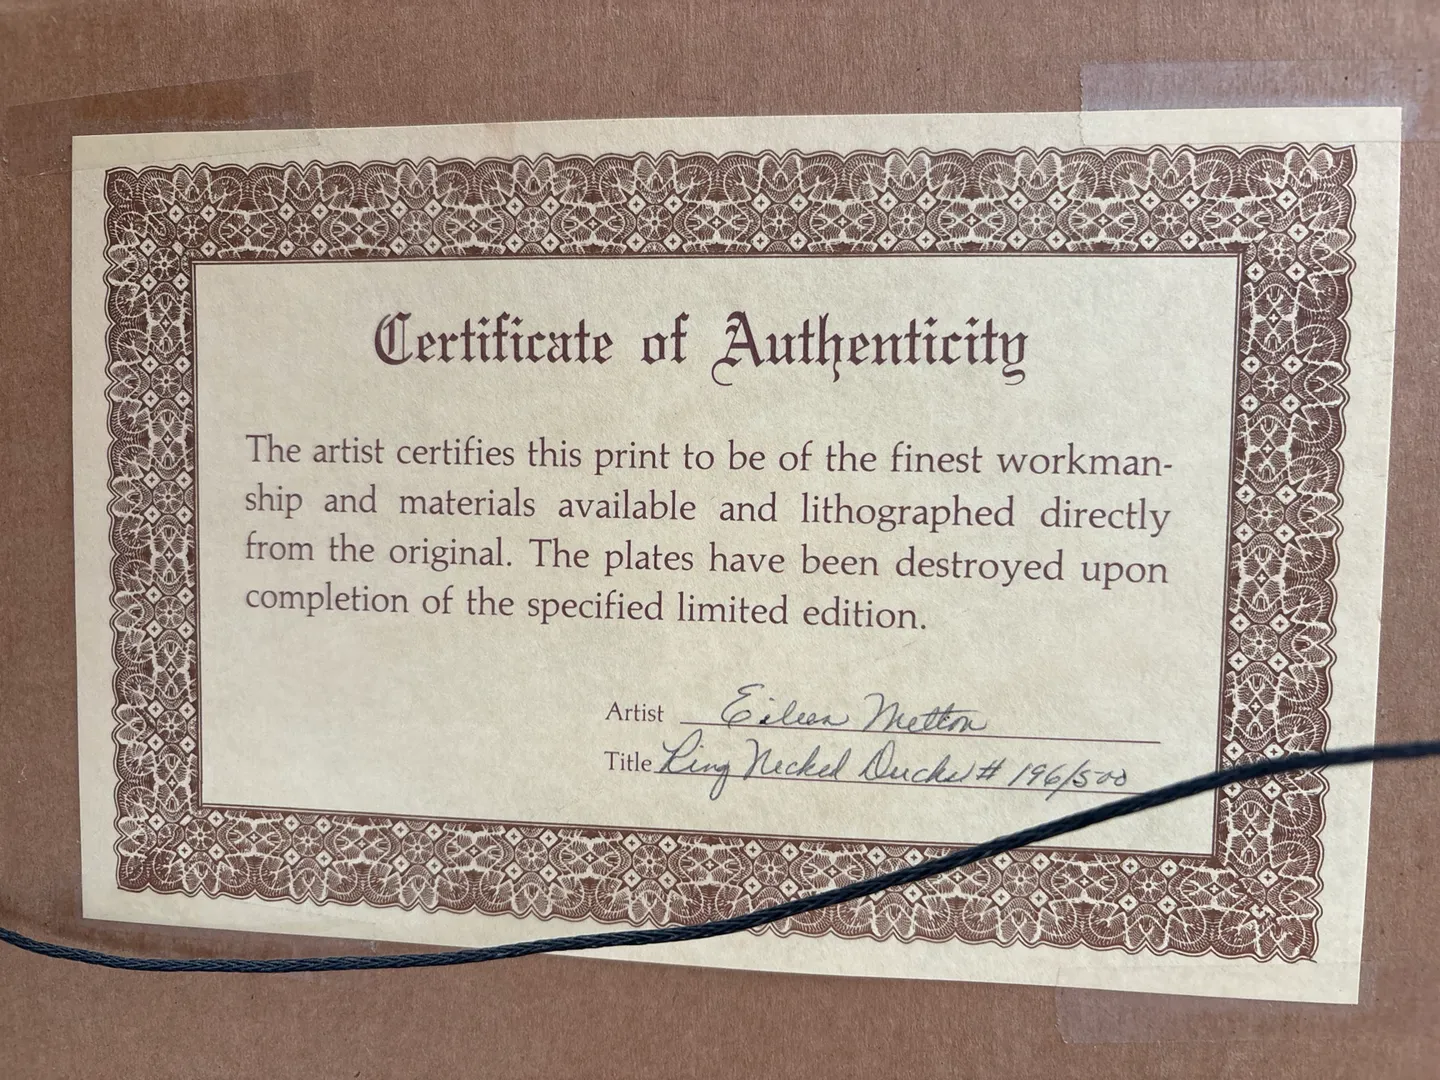 Certificate of Authenticity
The artist certifies this print to be of the finest workman-
ship and materials available and lithographed directly
from the original. The plates have been destroyed upon
completion of the specified limited edition.
Artist Eileen Melton
Title Ring Necked Ducks # 196/500